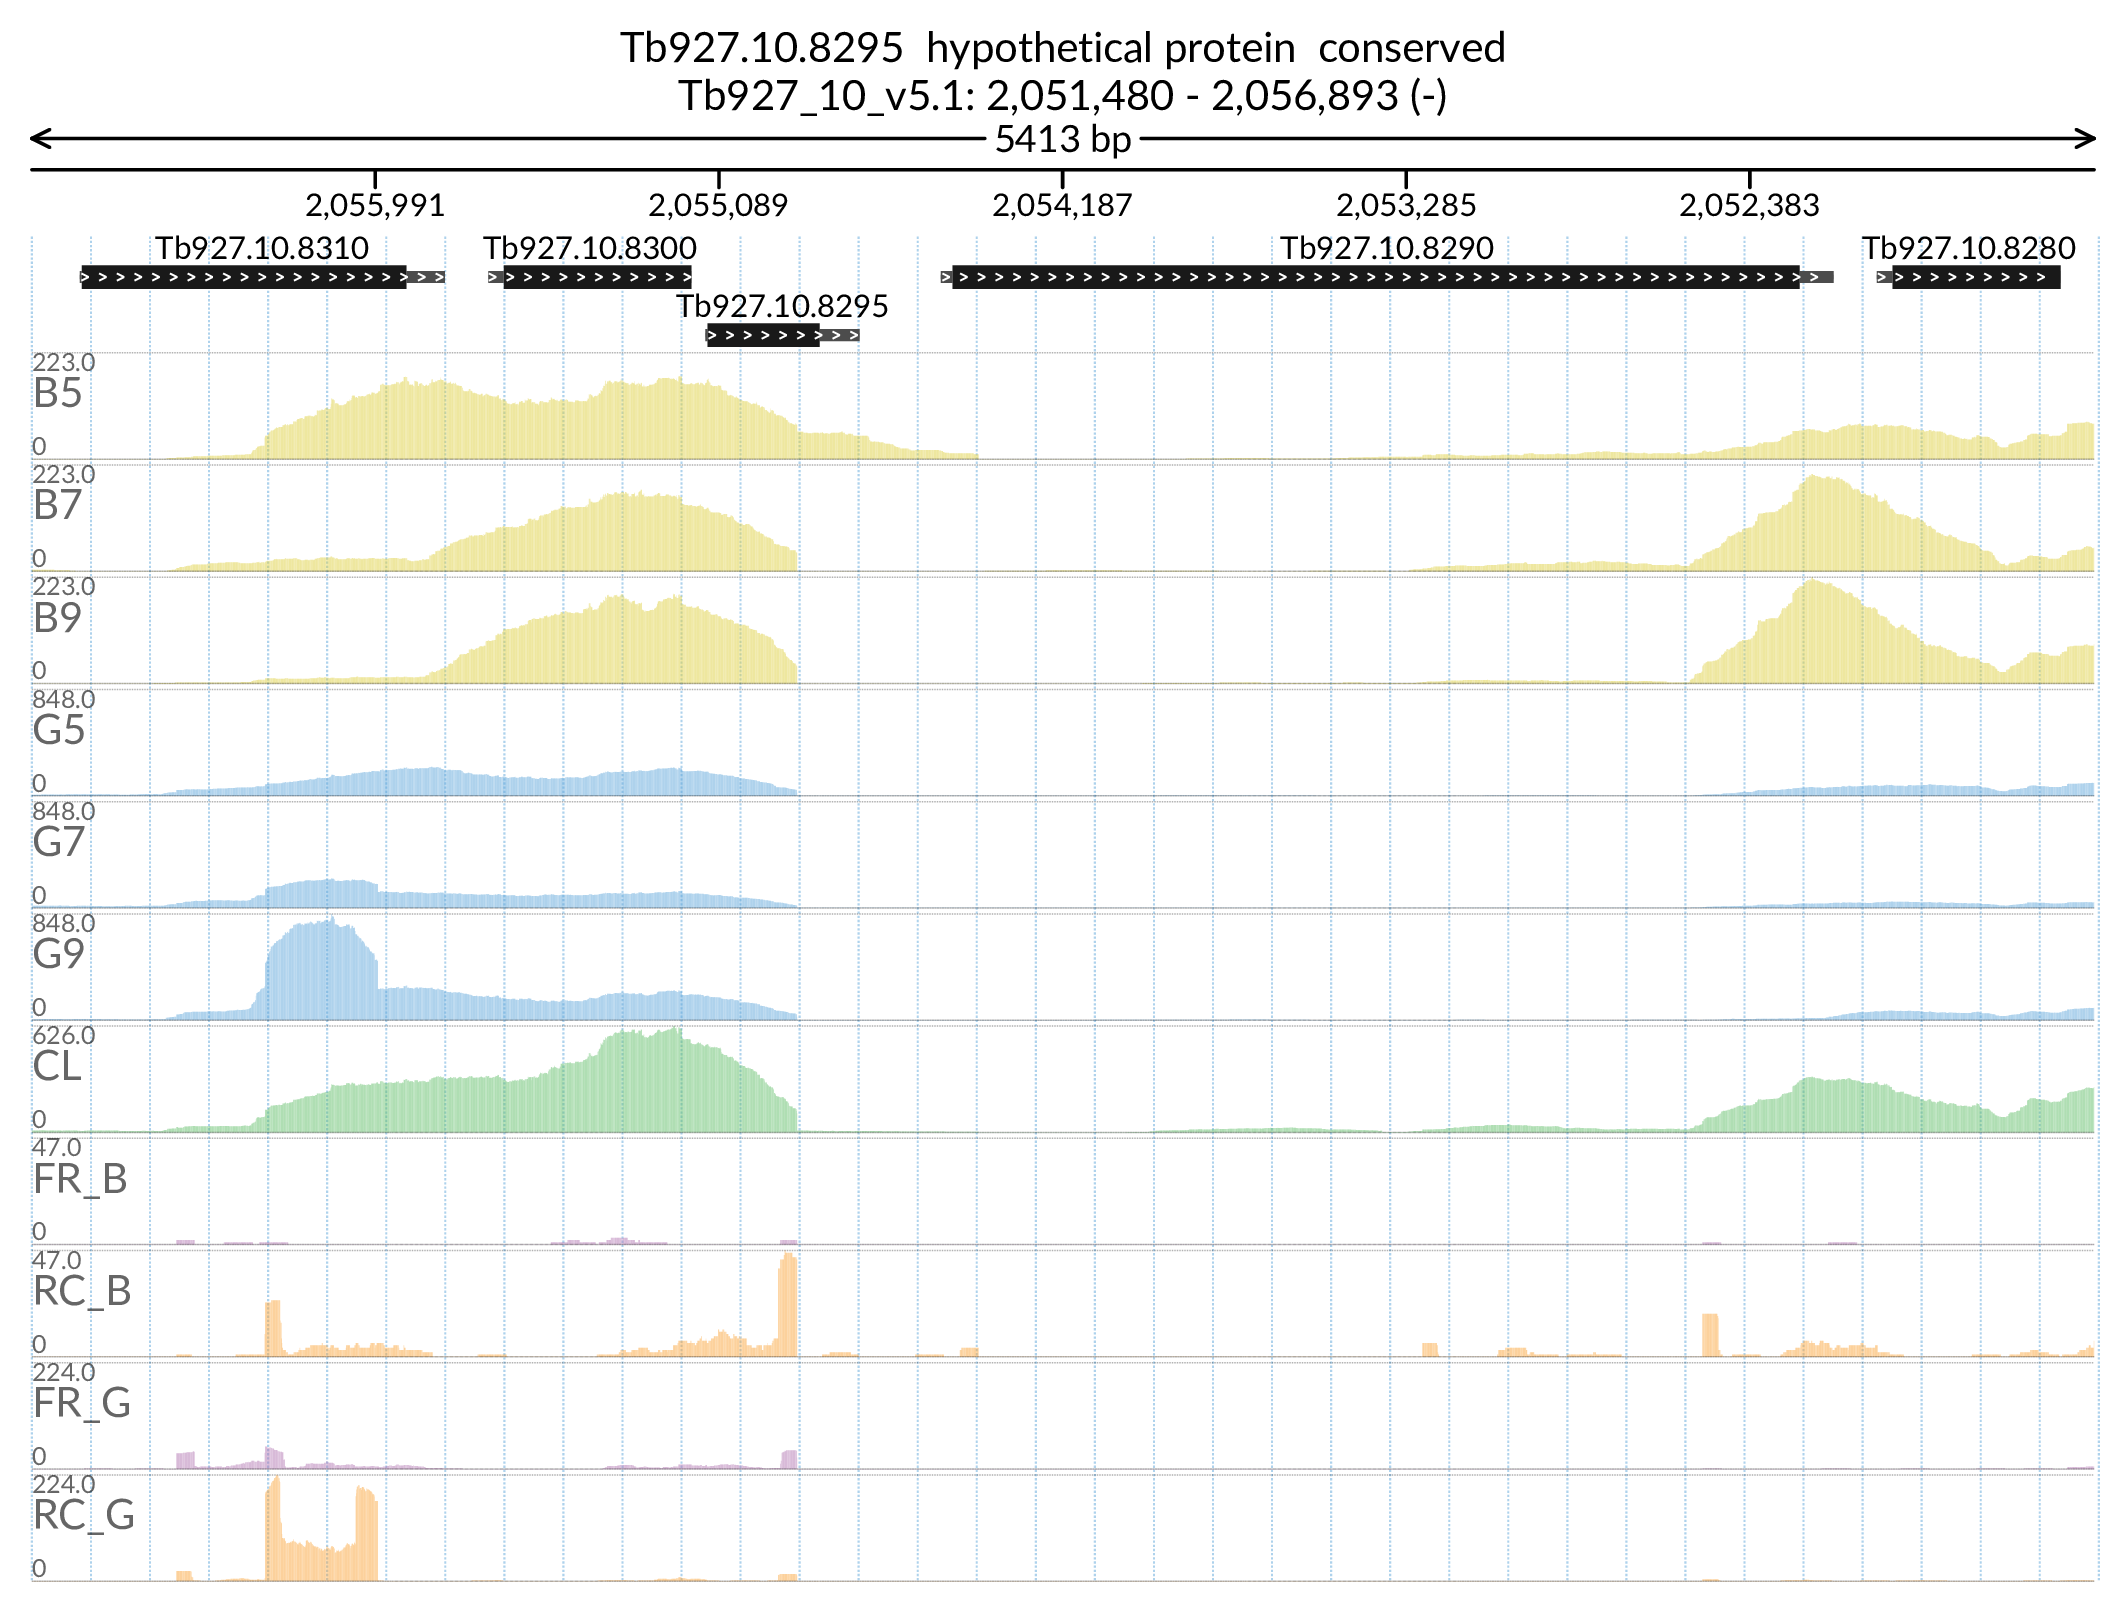 Tb927.10.8295  hypothetical protein  conserved
Tb927_10_v5.1: 2,051,480 - 2,056,893 (-)
5413 bp
2,055,991 2,055,089 2,054,187 2,053,285 2,052,383
Tb927.10.8310 Tb927.10.8300 Tb927.10.8290 Tb927.10.8280
Tb927.10.8295
223.0
B5
0
223.0
B7
0
223.0
B9
0
848.0
G5
0
848.0
G7
0
848.0
G9
0
626.0
CL
0
47.0
FR_B
0
47.0
RC_B
0
224.0
FR_G
0
224.0
RC_G
0